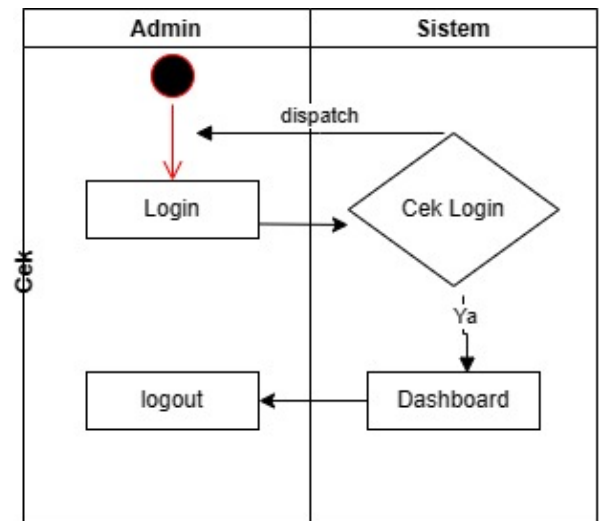 Admin
Sistem
dispatch
Login
Cek Login
Cek
Ya
logout
Dashboard